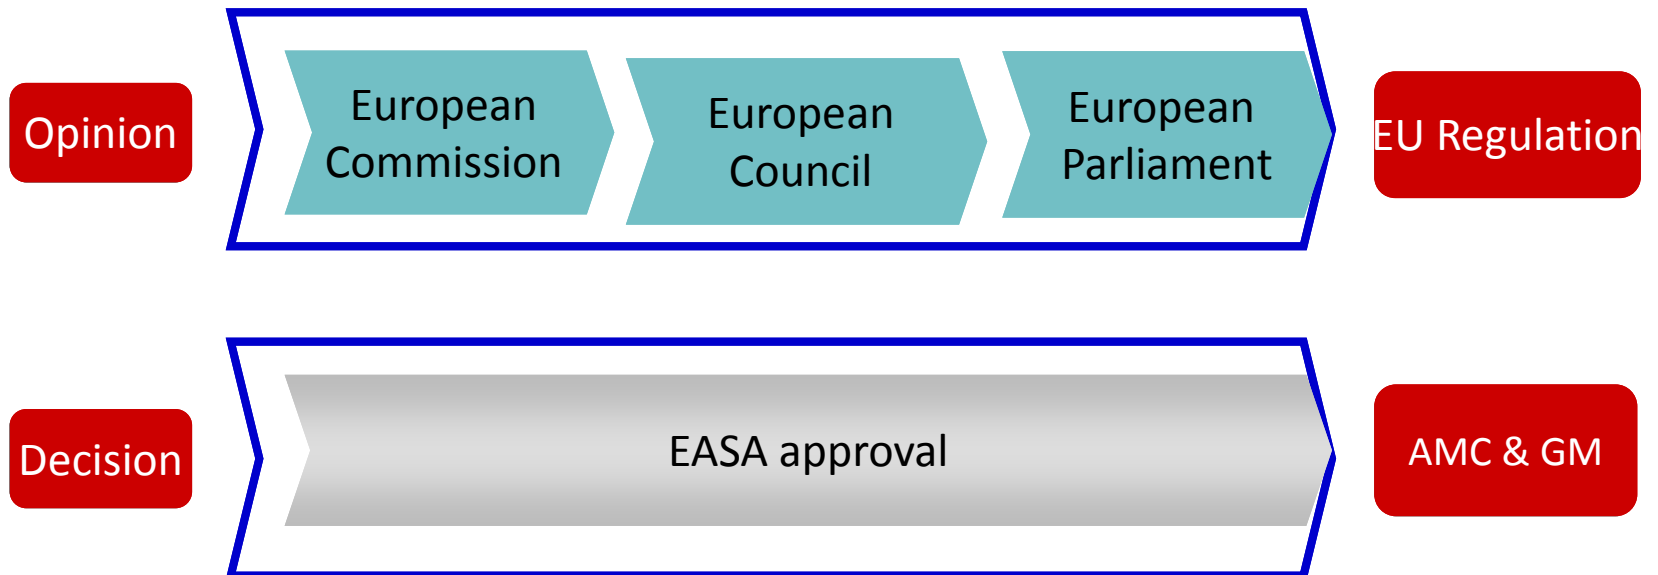 Opinion
European
Commission
European
Council
European
Parliament
EU Regulation
Decision
EASA approval
AMC & GM